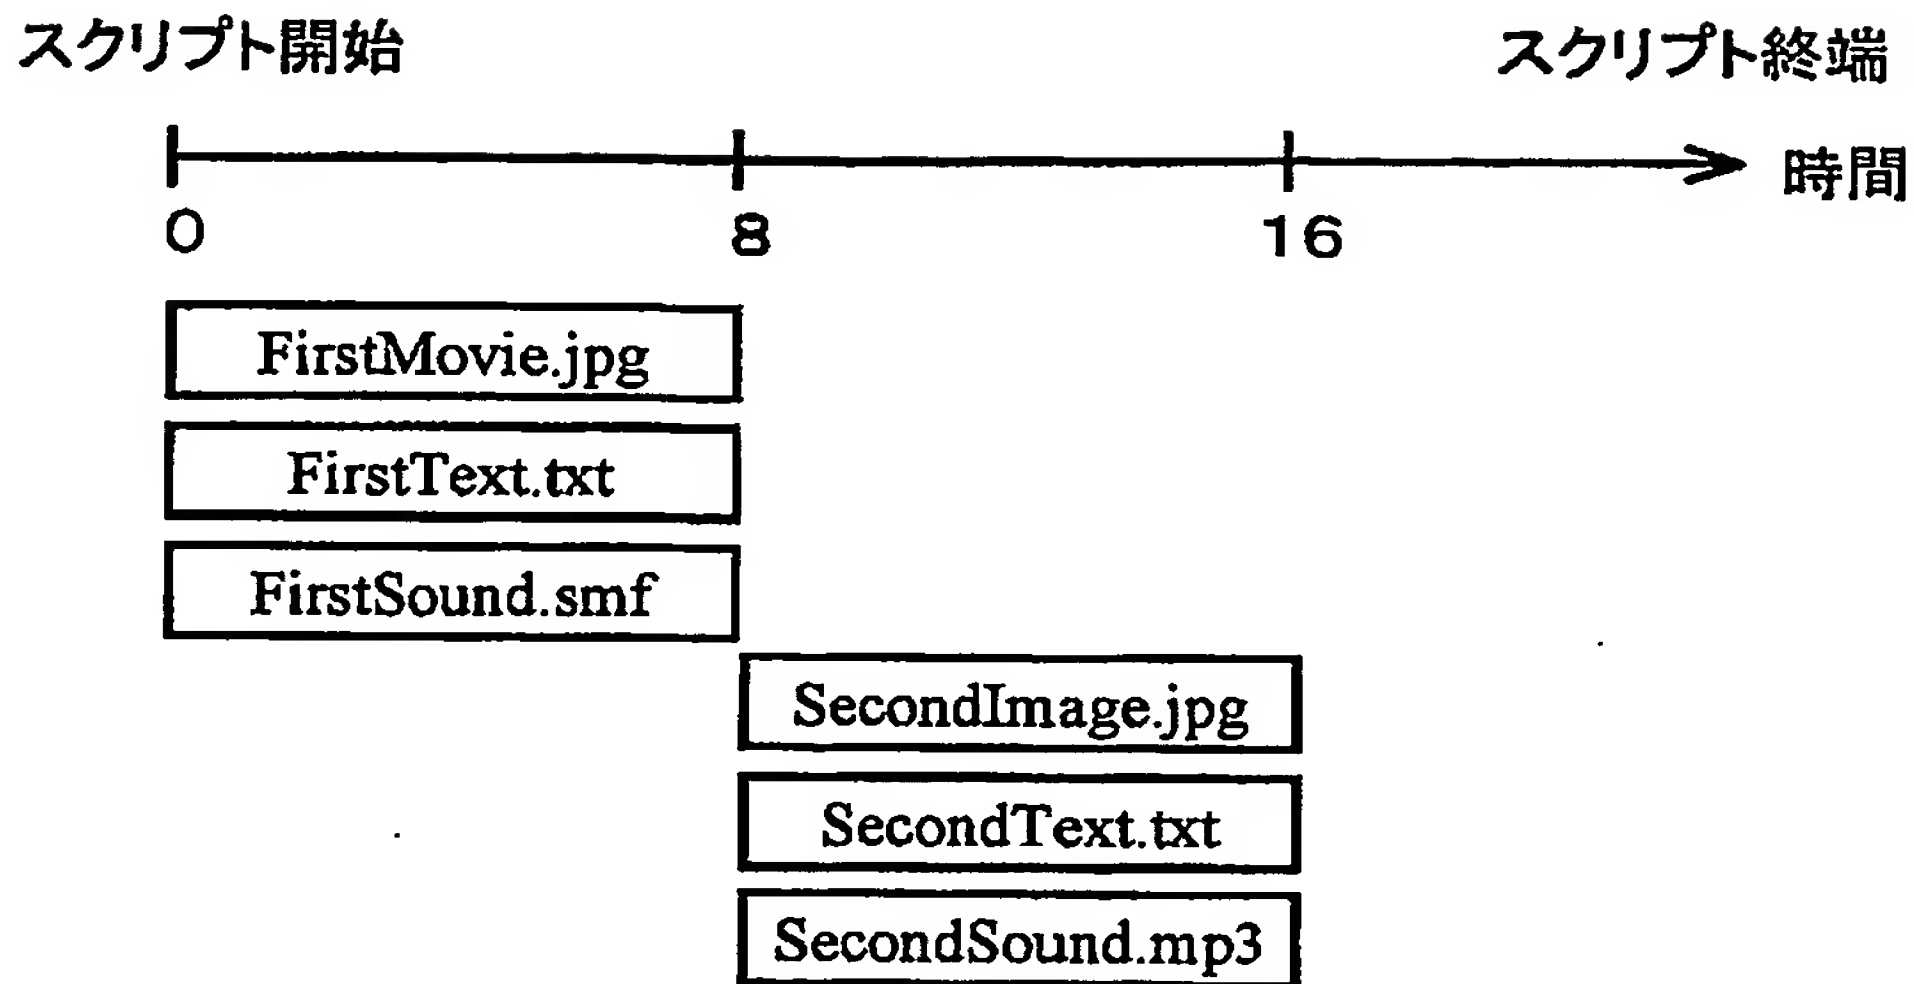 スクリプト開始
スクリプト終端
時間
0
8
16
FirstMovie.jpg
FirstText.txt
FirstSound.smf
SecondImage.jpg
SecondText.txt
SecondSound.mp3